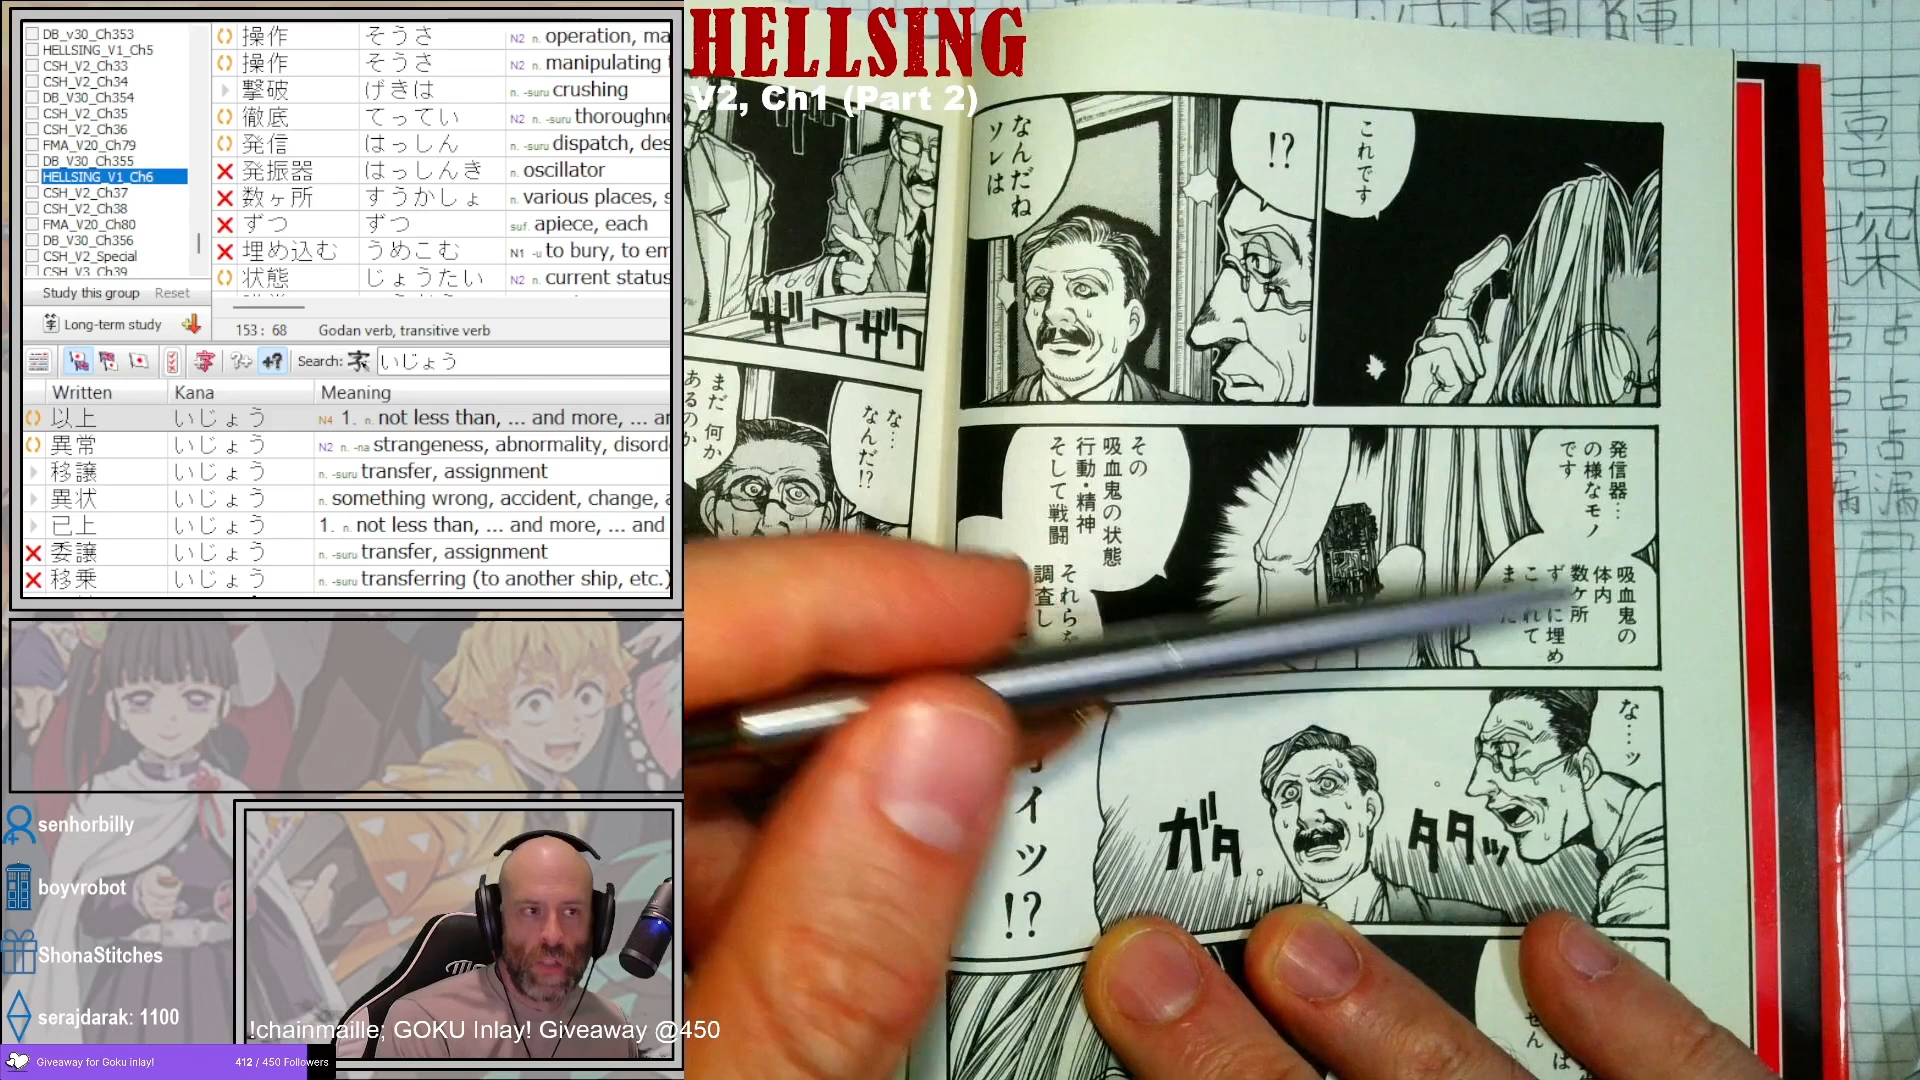 DB_v30_Ch353
HELLSING_V1_Ch5
CSH_V2_Ch33
CSH_V2_Ch34
DB_V30_Ch354
CSH_V2_Ch35
CSH_V2_Ch36
FMA_V20_Ch79
DB_V30_Ch355
HELLSING_V1_Ch6
CSH_V2_Ch37
CSH_V2_Ch38
FMA_V20_Ch80
DB_V30_Ch356
CSH_V2_Special
CSH_V3_Ch39
Study this group Reset
Long-term study
操作 そうさ N2 n. operation, ma
操作 そうさ N2 n. manipulating
撃破 げきは n. -suru crushing
徹底 てってい N2 n. -suru thoroughne
発信 はっしん n. -suru dispatch, des
発振器 はっしんき n. oscillator
数ヶ所 すうかしょ n. various places, s
ずつ ずつ suf. apiece, each
埋め込む うめこむ N1 -u to bury, to em
状態 じょうたい N2 n. current status
153: 68 Godan verb, transitive verb
Search: いじょう
Written Kana Meaning
以上 いじょう N4 1. n. not less than, ... and more, ... ar
異常 いじょう N2 n. -na strangeness, abnormality, disord
移譲 いじょう n. -suru transfer, assignment
異状 いじょう n. something wrong, accident, change, a
已上 いじょう 1. n. not less than, ... and more, ... and
委譲 いじょう n. -suru transfer, assignment
移乗 いじょう n. -suru transferring (to another ship, etc.)
senhorbilly
boyvrobot
ShonaStitches
serajdarak: 1100
!chainmaille; GOKU Inlay! Giveaway @450
Giveaway for Goku inlay! 412 / 450 Followers
HELLSING
V2, Ch1 (Part 2)
これです
!?
なんだね
ソレは
発信器…
の様なモノ
です
吸血鬼の
体内
数ケ所
その
吸血鬼の状態
行動・精神
そして戦闘
それらを
調査し
な…ッ
ガタ
タタッ
イッ!?
な…
なんだ!?
まだ何か
あるのか
ザワザワ